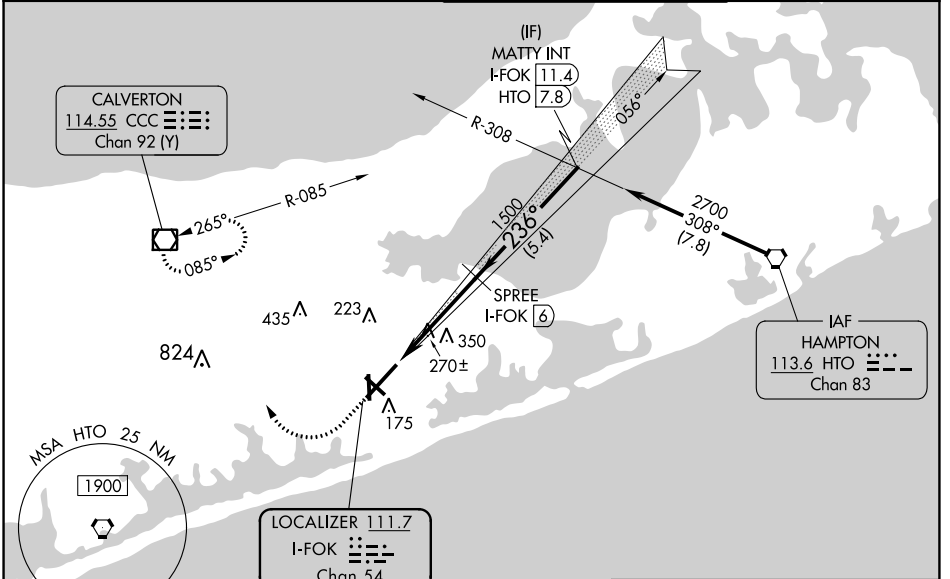 (IF)
MATTY INT
I-FOK 11.4
HTO 7.8
CALVERTON
114.55 CCC
Chan 92 (Y)
R-308
056°
R-085
265°
085°
1500
236°
(5.4)
2700
308°
(7.8)
SPREE
I-FOK 6
435
223
350
270±
824
175
IAF
HAMPTON
113.6 HTO
Chan 83
MSA HTO 25 NM
1900
LOCALIZER 111.7
I-FOK
Chan 54